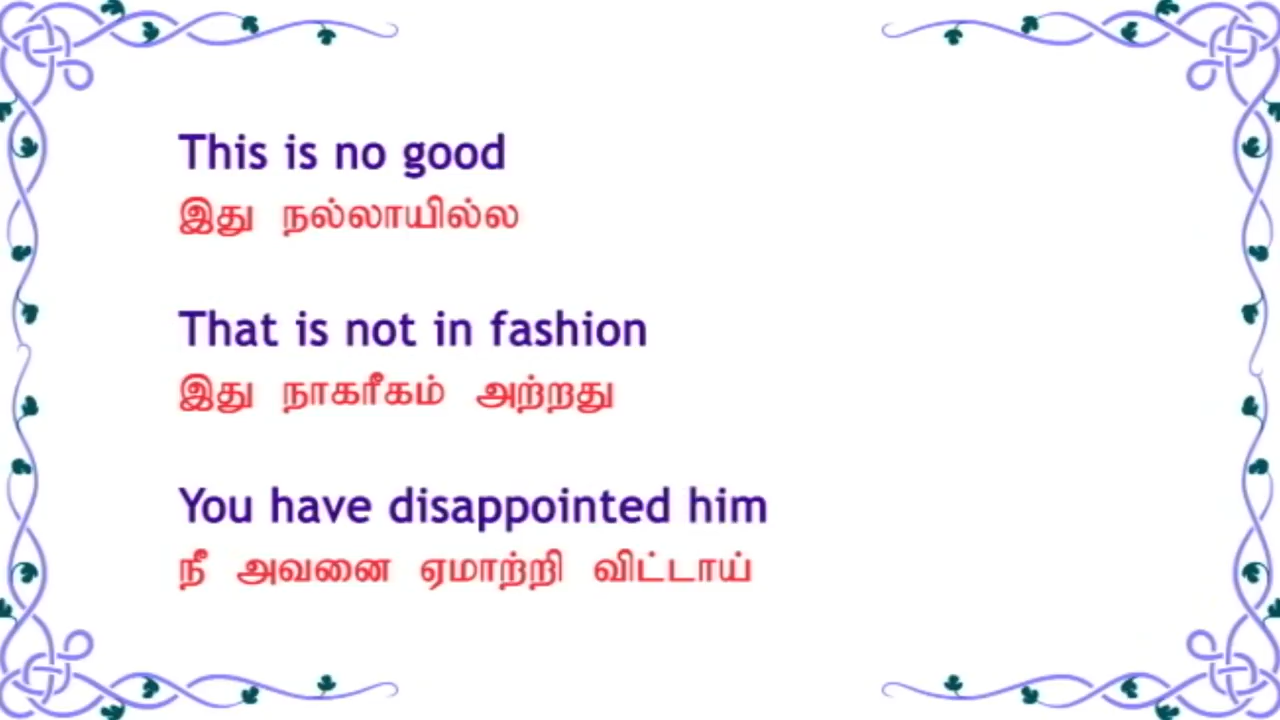 This is no good
இது நல்லாயில்ல
That is not in fashion
இது நாகரீகம் அற்றது
You have disappointed him
நீ அவனை ஏமாற்றி விட்டாய்